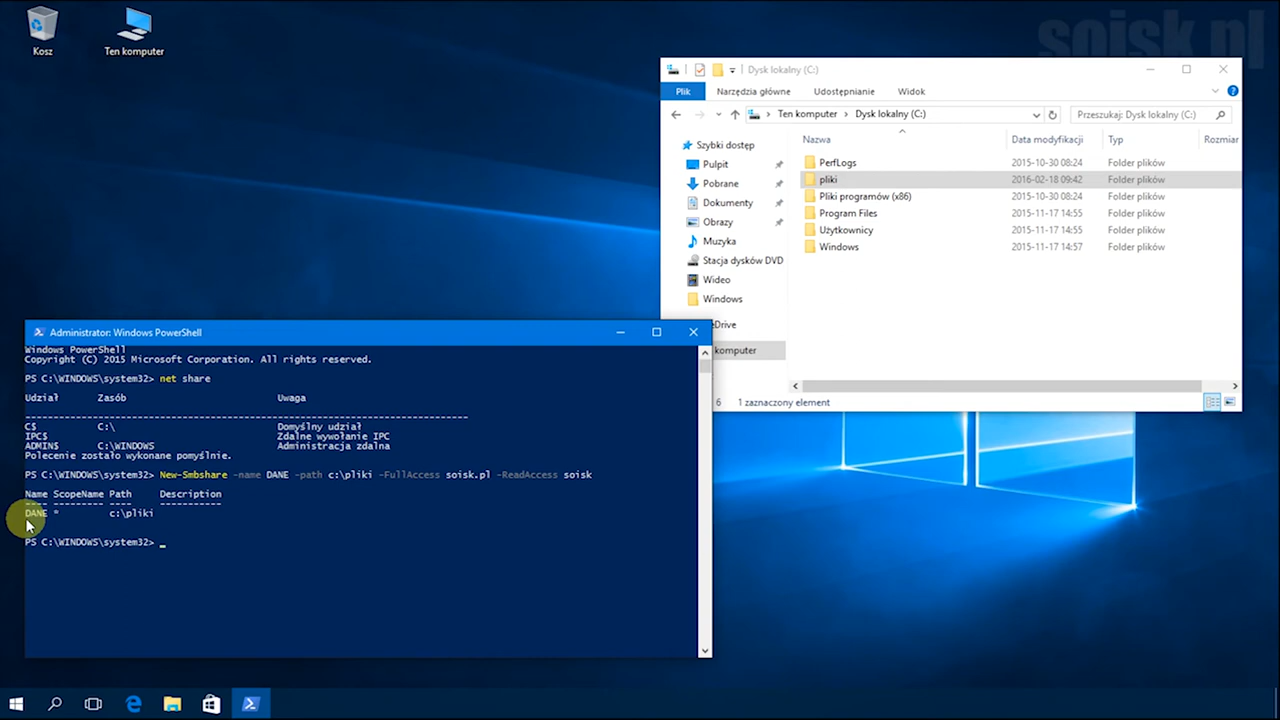 soisk.pl
Kosz
Ten komputer
Dysk lokalny (C:)
Plik Narzędzia główne Udostępnianie Widok
Ten komputer > Dysk lokalny (C:) Przeszukaj: Dysk lokalny (C:)
Nazwa Data modyfikacji Typ Rozmiar
Szybki dostęp
Pulpit
Pobrane
Dokumenty
Obrazy
Muzyka
Stacja dysków DVD
Wideo
Windows
eDrive
komputer
PerfLogs 2015-10-30 08:24 Folder plików
pliki 2016-02-18 09:42 Folder plików
Pliki programów (x86) 2015-10-30 08:24 Folder plików
Program Files 2015-11-17 14:55 Folder plików
Użytkownicy 2015-11-17 14:55 Folder plików
Windows 2015-11-17 14:57 Folder plików
6 1 zaznaczony element
Administrator: Windows PowerShell
Windows PowerShell
Copyright (C) 2015 Microsoft Corporation. All rights reserved.
PS C:\WINDOWS\system32> net share
Udział Zasób Uwaga
-------------------------------------------------------------------------------
C$ C:\ Domyślny udział
IPC$ Zdalne wywołanie IPC
ADMIN$ C:\WINDOWS Administracja zdalna
Polecenie zostało wykonane pomyślnie.
PS C:\WINDOWS\system32> New-Smbshare -name DANE -path c:\pliki -FullAccess soisk.pl -ReadAccess soisk
Name ScopeName Path Description
---- --------- ---- -----------
DANE * c:\pliki
PS C:\WINDOWS\system32> _